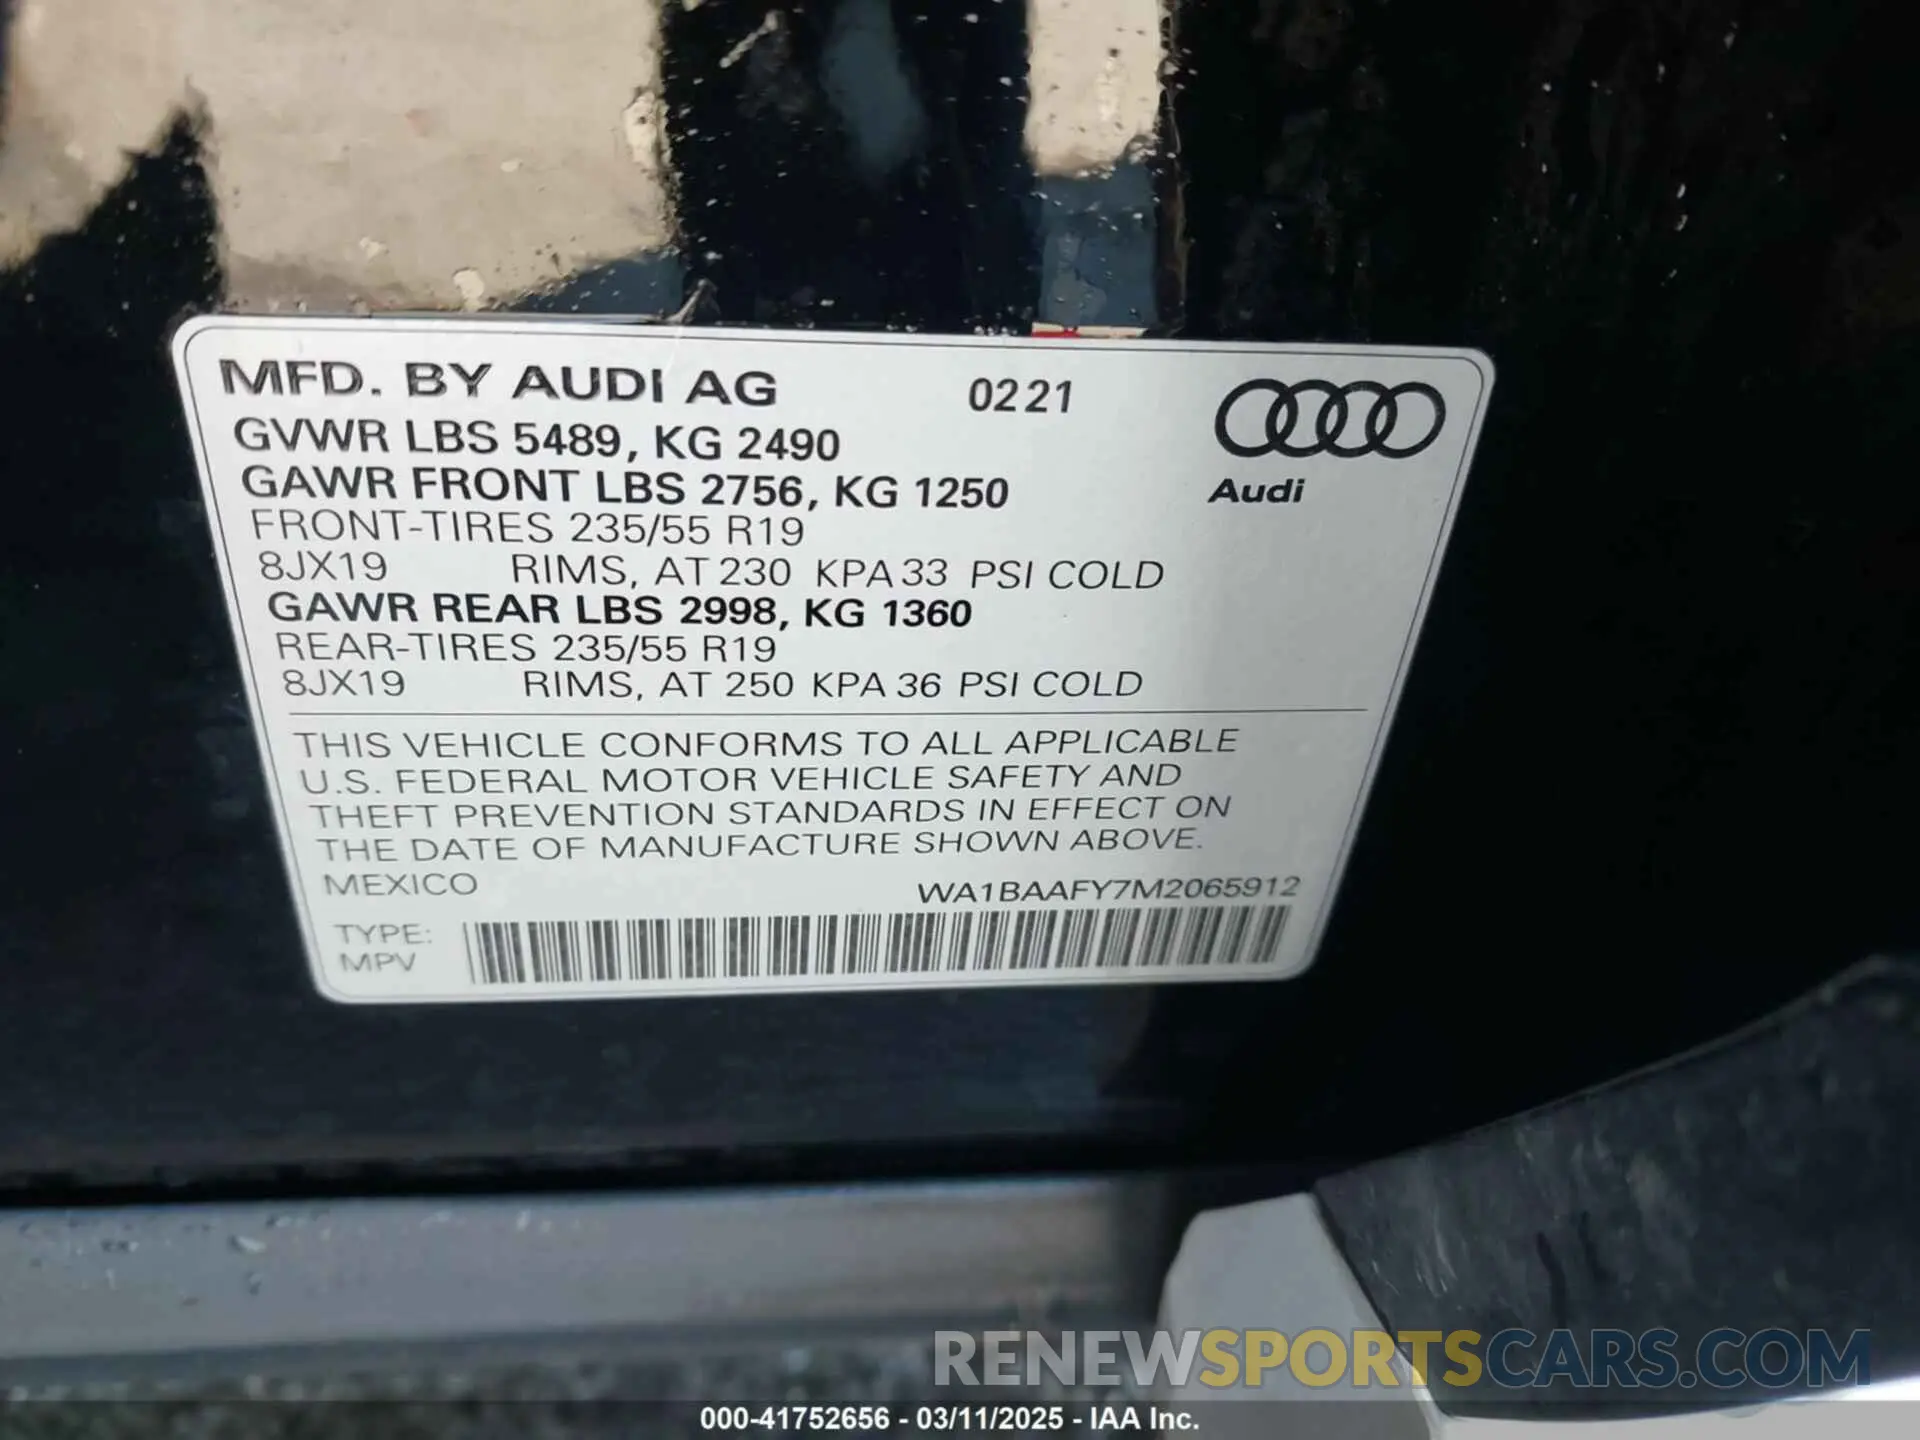 MFD. BY AUDI AG 0221
GVWR LBS 5489, KG 2490
GAWR FRONT LBS 2756, KG 1250
Audi
FRONT-TIRES 235/55 R19
8JX19 RIMS, AT 230 KPA 33 PSI COLD
GAWR REAR LBS 2998, KG 1360
REAR-TIRES 235/55 R19
8JX19 RIMS, AT 250 KPA 36 PSI COLD
THIS VEHICLE CONFORMS TO ALL APPLICABLE
U.S. FEDERAL MOTOR VEHICLE SAFETY AND
THEFT PREVENTION STANDARDS IN EFFECT ON
THE DATE OF MANUFACTURE SHOWN ABOVE.
MEXICO WA1BAAFY7M2065912
TYPE:
MPV
RENEWSPORTSCARS.COM
000-41752656 - 03/11/2025 - IAA Inc.